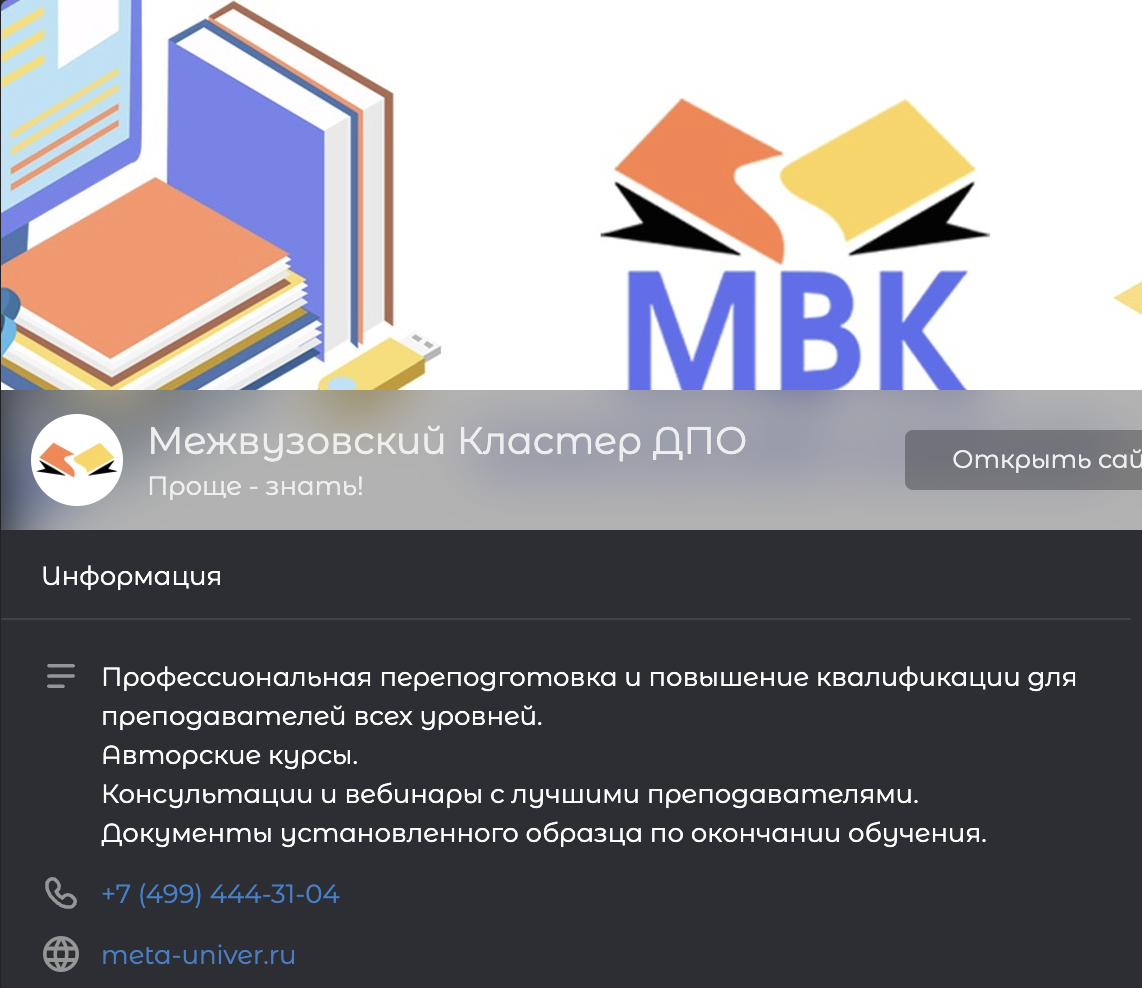 МВК
Межвузовский Кластер ДПО
Проще - знать!
Открыть сай
Информация
Профессиональная переподготовка и повышение квалификации для
преподавателей всех уровней.
Авторские курсы.
Консультации и вебинары с лучшими преподавателями.
Документы установленного образца по окончании обучения.
+7 (499) 444-31-04
meta-univer.ru